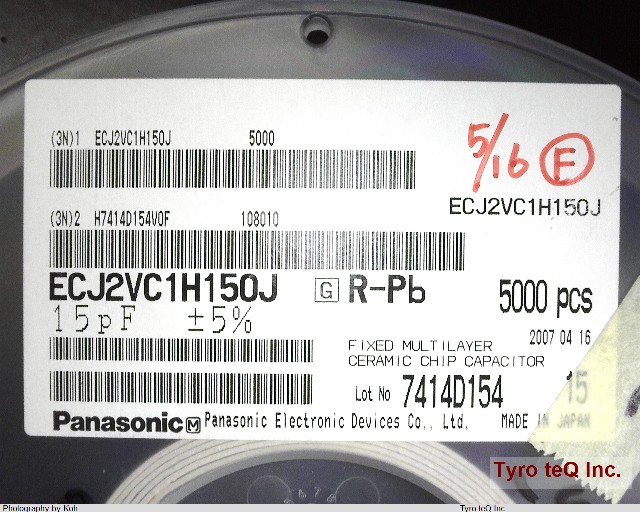 (3N)1 ECJ2VC1H150J 5000
5/16 F
ECJ2VC1H150J
(3N)2 H7414D154V0F 108010
ECJ2VC1H150J G R-Pb 5000 pcs
15pF ±5%
2007 04 16
FIXED MULTILAYER
CERAMIC CHIP CAPACITOR
Lot No 7414D154 15
Panasonic M Panasonic Electronic Devices Co., Ltd. MADE IN JAPAN
Tyro teQ Inc.
Photography by Koh Tyro teQ Inc